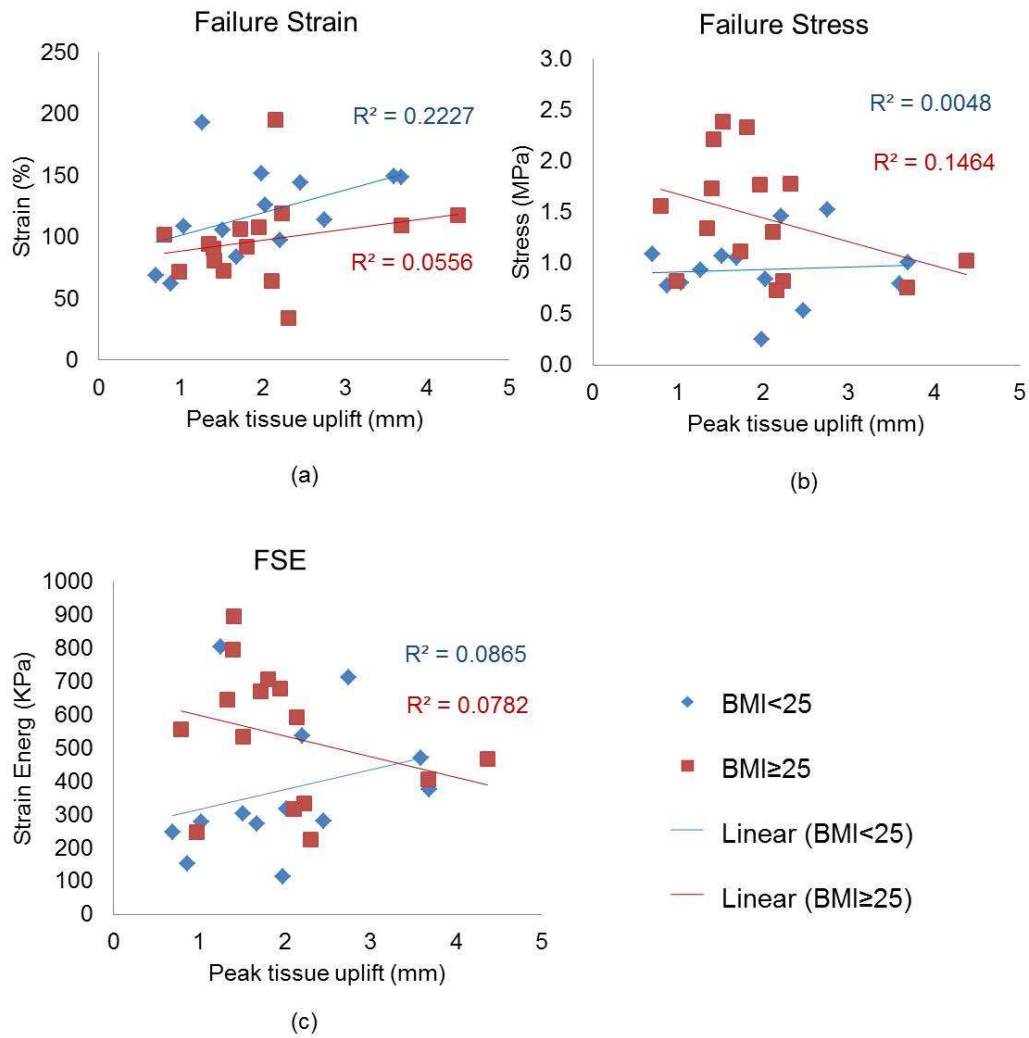 Failure Strain
250
200
150
100
50
0
Strain (%)
R² = 0.2227
R² = 0.0556
0 1 2 3 4 5
Peak tissue uplift (mm)
(a)
Failure Stress
3.0
2.5
2.0
1.5
1.0
0.5
0.0
Stress (MPa)
R² = 0.0048
R² = 0.1464
0 1 2 3 4 5
Peak tissue uplift (mm)
(b)
FSE
1000
900
800
700
600
500
400
300
200
100
0
Strain Energ (KPa)
R² = 0.0865
R² = 0.0782
0 1 2 3 4 5
Peak tissue uplift (mm)
(c)
BMI<25
BMI≥25
Linear (BMI<25)
Linear (BMI≥25)